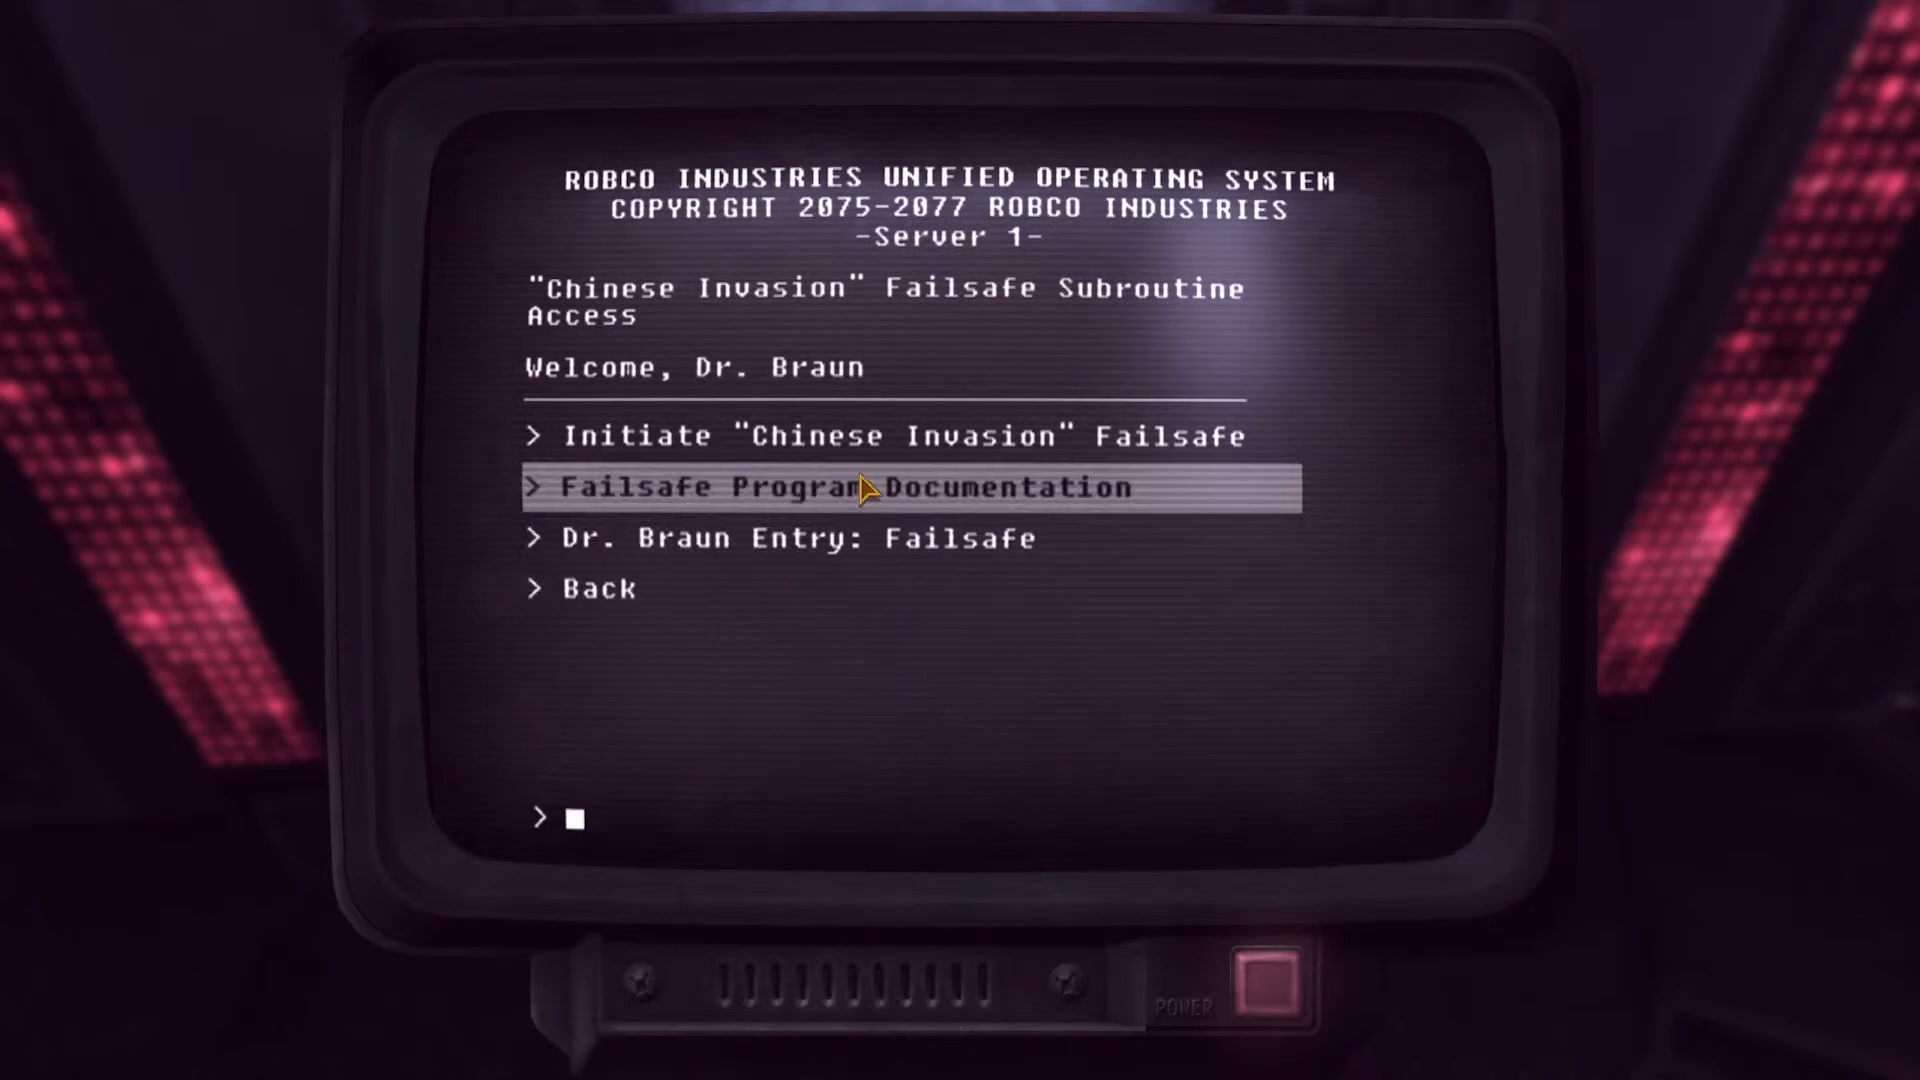 ROBCO INDUSTRIES UNIFIED OPERATING SYSTEM
COPYRIGHT 2075-2077 ROBCO INDUSTRIES
-Server 1-
"Chinese Invasion" Failsafe Subroutine
Access
Welcome, Dr. Braun
> Initiate "Chinese Invasion" Failsafe
> Failsafe Program Documentation
> Dr. Braun Entry: Failsafe
> Back
>
POWER